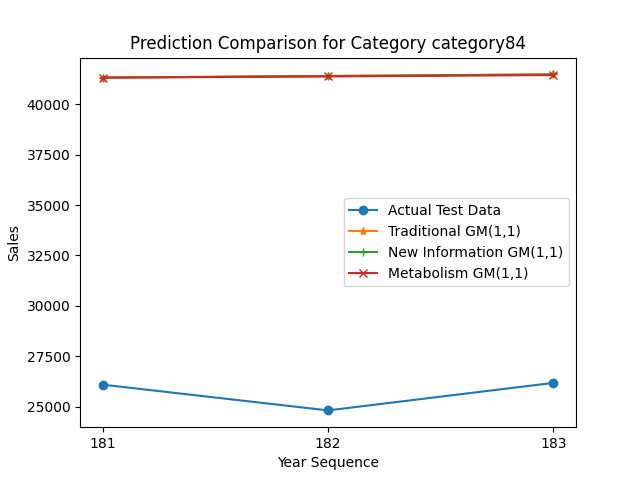 Prediction Comparison for Category category84
40000
37500
35000
32500
30000
27500
25000
Sales
Actual Test Data
Traditional GM(1,1)
New Information GM(1,1)
Metabolism GM(1,1)
181 182 183
Year Sequence